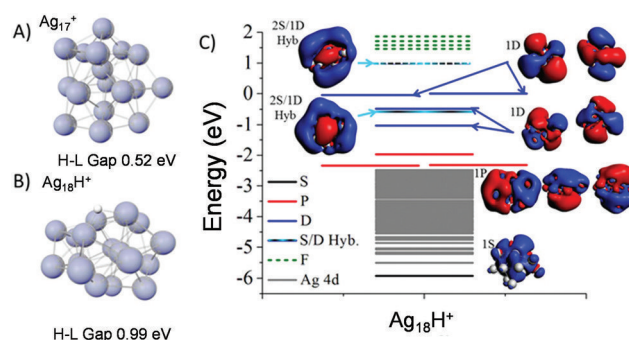 A)
Ag17+
H-L Gap 0.52 eV
B)
Ag18H+
H-L Gap 0.99 eV
C)
2S/1D
Hyb
2S/1D
Hyb
Energy (eV)
2
1
0
-1
-2
-3
-4
-5
-6
S
P
D
S/D Hyb.
F
Ag 4d
1D
1D
1P
1S
Ag18H+